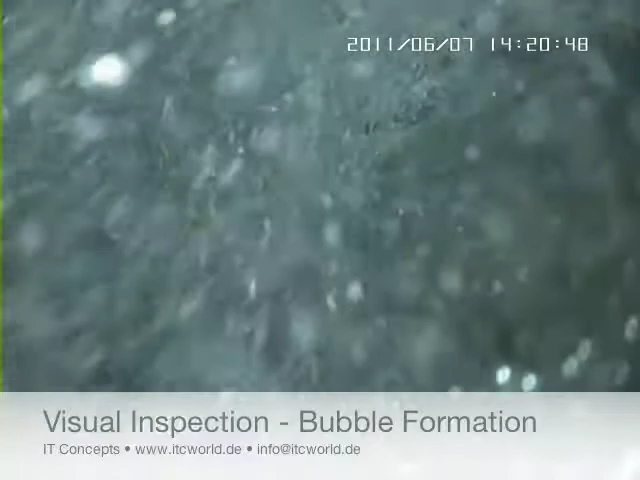 2011/06/07 14:20:48
Visual Inspection - Bubble Formation
IT Concepts • www.itcworld.de • info@itcworld.de